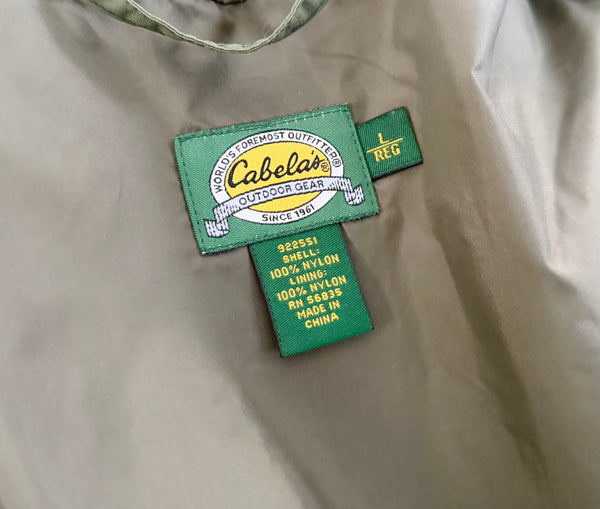 WORLD'S FOREMOST OUTFITTER®
Cabela's®
OUTDOOR GEAR
SINCE 1961
L
REG
922551
SHELL:
100% NYLON
LINING:
100% NYLON
RN 56835
MADE IN
CHINA